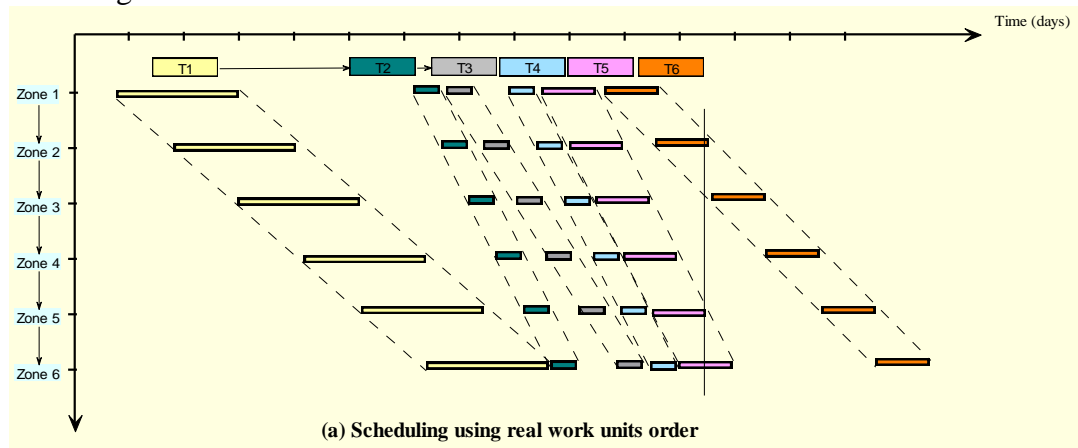 Time (days)
T1 T2 T3 T4 T5 T6
Zone 1
Zone 2
Zone 3
Zone 4
Zone 5
Zone 6
(a) Scheduling using real work units order